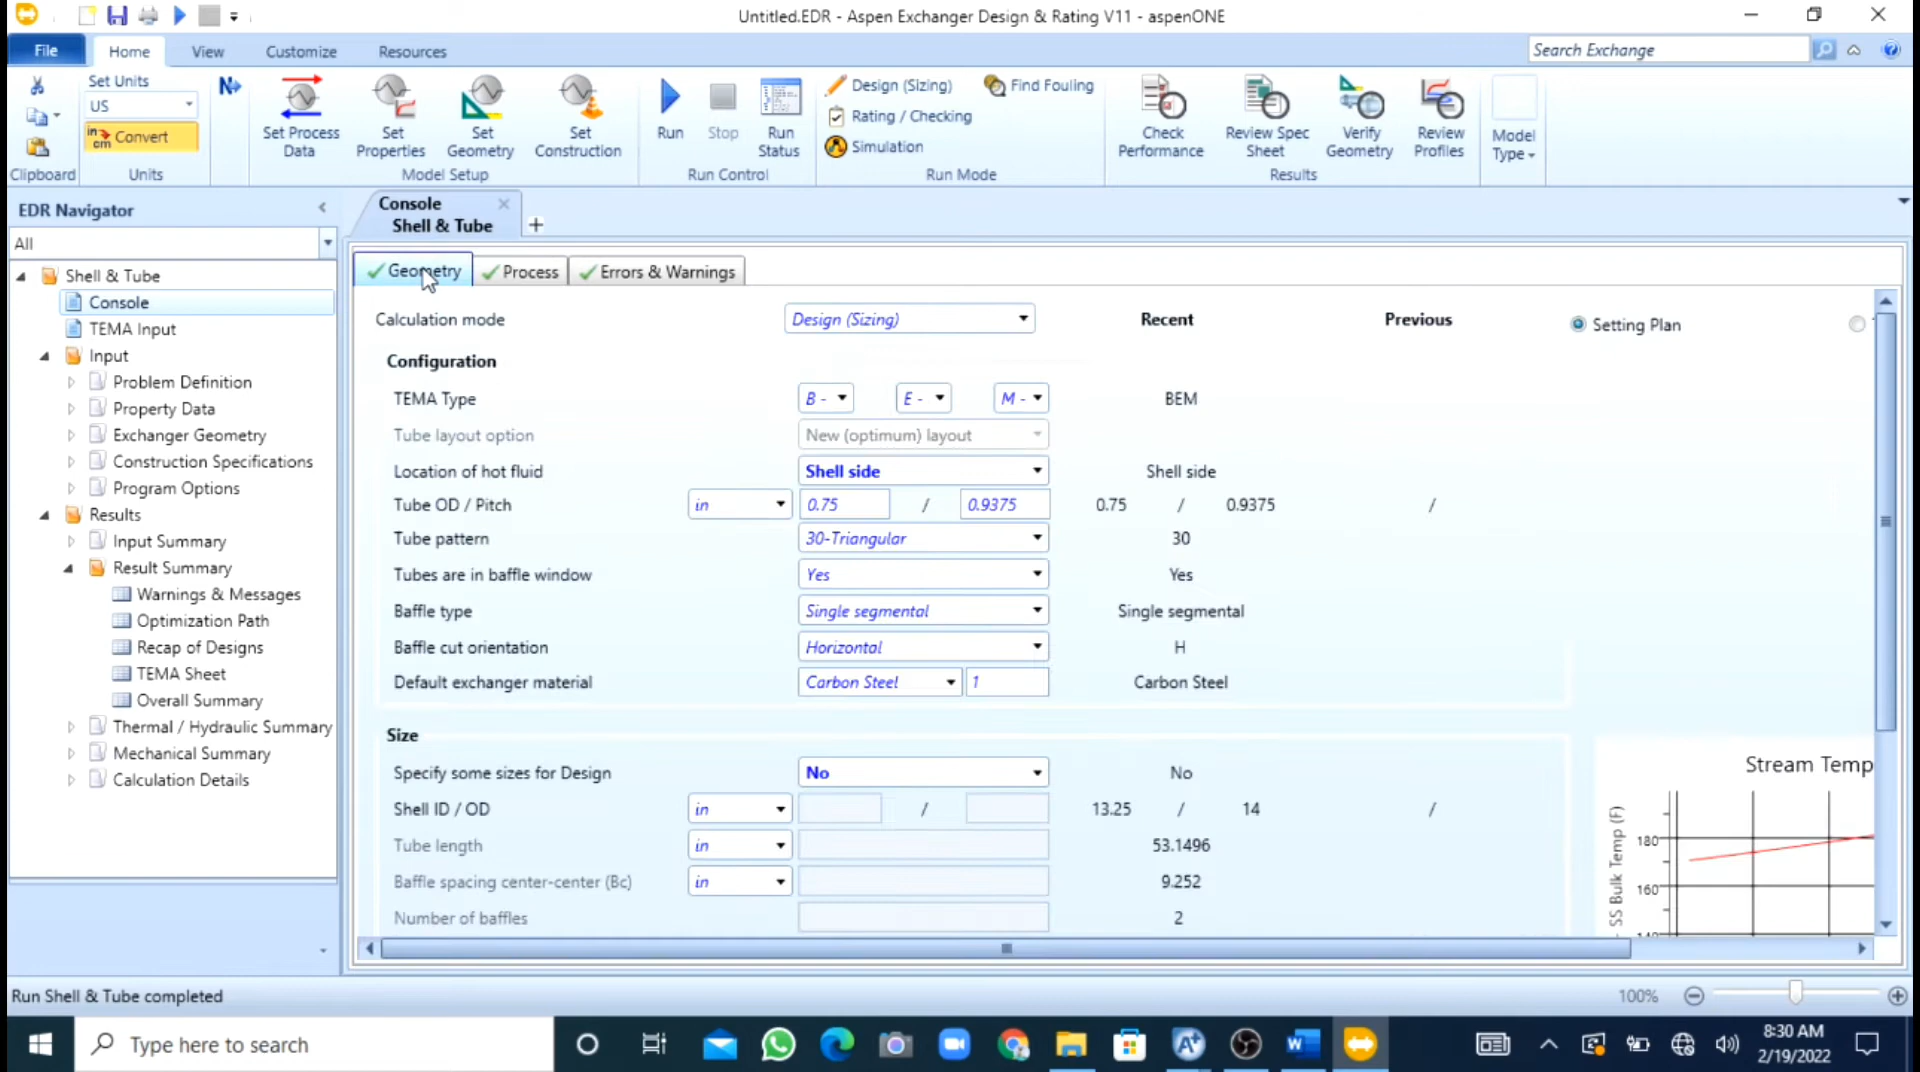 Untitled.EDR - Aspen Exchanger Design & Rating V11 - aspenONE
File Home View Customize Resources
Search Exchange
Set Units
US
Convert
Set Process Data
Set Properties
Set Geometry
Set Construction
Run
Stop
Run Status
Design (Sizing)
Rating / Checking
Simulation
Find Fouling
Check Performance
Review Spec Sheet
Verify Geometry
Review Profiles
Model Type
Clipboard Units Model Setup Run Control Run Mode Results
EDR Navigator
All
Shell & Tube
Console
TEMA Input
Input
Problem Definition
Property Data
Exchanger Geometry
Construction Specifications
Program Options
Results
Input Summary
Result Summary
Warnings & Messages
Optimization Path
Recap of Designs
TEMA Sheet
Overall Summary
Thermal / Hydraulic Summary
Mechanical Summary
Calculation Details
Console
Shell & Tube
Geometry Process Errors & Warnings
Calculation mode Design (Sizing) Recent Previous Setting Plan
Configuration
TEMA Type B - E - M - BEM
Tube layout option New (optimum) layout
Location of hot fluid Shell side Shell side
Tube OD / Pitch in 0.75 / 0.9375 0.75 / 0.9375 /
Tube pattern 30-Triangular 30
Tubes are in baffle window Yes Yes
Baffle type Single segmental Single segmental
Baffle cut orientation Horizontal H
Default exchanger material Carbon Steel 1 Carbon Steel
Size
Specify some sizes for Design No No
Shell ID / OD in / 13.25 / 14 /
Tube length in 53.1496
Baffle spacing center-center (Bc) in 9.252
Number of baffles 2
Stream Temp
SS Bulk Temp (F)
180
160
Run Shell & Tube completed
100%
Type here to search
8:30 AM
2/19/2022